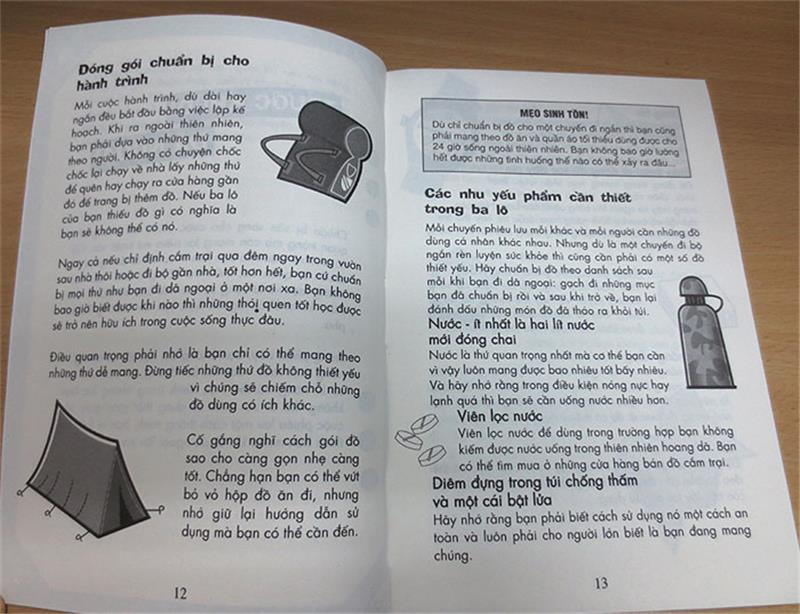 Đóng gói chuẩn bị cho
hành trình
Mỗi cuộc hành trình, dù dài hay
ngắn đều bắt đầu bằng việc lập kế
hoạch. Khi ra ngoài thiên nhiên,
bạn phải dựa vào những thứ mang
theo người. Không có chuyện chốc
chốc lại chạy về nhà lấy những thứ
để quên hay chạy ra cửa hàng gần
đó để trang bị thêm đồ. Nếu ba lô
của bạn thiếu đồ gì có nghĩa là
bạn sẽ không thể có nó.
Ngay cả nếu chỉ định cắm trại qua đêm ngay trong vườn
sau nhà thôi hoặc đi bộ gần nhà, tốt hơn hết, bạn cứ chuẩn
bị mọi thứ như bạn đi dã ngoại ở một nơi xa. Bạn không
bao giờ biết được khi nào thì những thói quen tốt học được
sẽ trở nên hữu ích trong cuộc sống thực đâu.
Điều quan trọng phải nhớ là bạn chỉ có thể mang theo
những thứ dễ mang. Đừng tiếc những thứ đồ không thiết yếu
vì chúng sẽ chiếm chỗ những
đồ dùng có ích khác.
Cố gắng nghĩ cách gói đồ
sao cho càng gọn nhẹ càng
tốt. Chẳng hạn bạn có thể vứt
bỏ vỏ hộp đồ ăn đi, nhưng
nhớ giữ lại hướng dẫn sử
dụng mà bạn có thể cần đến.
12
MẸO SINH TỒN!
Dù chỉ chuẩn bị đồ cho một chuyến đi ngắn thì bạn cũng
phải mang theo đồ ăn và quần áo tối thiểu dùng được cho
24 giờ sống ngoài thiên nhiên. Bạn không bao giờ lường
hết được những tình huống thế nào có thể xảy ra đâu...
Các nhu yếu phẩm cần thiết
trong ba lô
Mỗi chuyến phiêu lưu mỗi khác và mỗi người cần những đồ
dùng cá nhân khác nhau. Nhưng dù là một chuyến đi bộ
ngắn rèn luyện sức khỏe thì cũng cần phải có một số đồ
thiết yếu. Hãy chuẩn bị đồ theo danh sách sau
mỗi khi bạn đi dã ngoại: gạch đi những mục
bạn đã chuẩn bị rồi và sau khi trở về, bạn lại
đánh dấu những món đồ đã tháo ra khỏi túi.
Nước - ít nhất là hai lít nước
mới đóng chai
Nước là thứ quan trọng nhất mà cơ thể bạn cần
vì vậy luôn mang được bao nhiêu tốt bấy nhiêu.
Và hãy nhớ rằng trong điều kiện nóng nực hay
lạnh quá thì bạn sẽ cần uống nước nhiều hơn.
Viên lọc nước
Viên lọc nước để dùng trong trường hợp bạn không
kiếm được nước uống trong thiên nhiên hoang dã. Bạn
có thể tìm mua ở những cửa hàng bán đồ cắm trại.
Diêm đựng trong túi chống thấm
và một cái bật lửa
Hãy nhớ rằng bạn phải biết cách sử dụng nó một cách an
toàn và luôn phải cho người lớn biết là bạn đang mang
chúng.
13